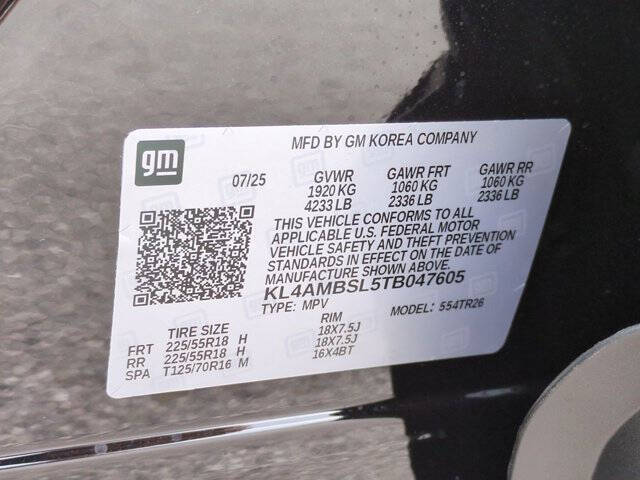 gm
MFD BY GM KOREA COMPANY
07/25 GVWR GAWR FRT GAWR RR
1920 KG 1060 KG 1060 KG
4233 LB 2336 LB 2336 LB
THIS VEHICLE CONFORMS TO ALL
APPLICABLE U.S. FEDERAL MOTOR
VEHICLE SAFETY AND THEFT PREVENTION
STANDARDS IN EFFECT ON THE DATE OF
MANUFACTURE SHOWN ABOVE.
KL4AMBSL5TB047605
TYPE: MPV MODEL: 554TR26
TIRE SIZE RIM
FRT 225/55R18 H 18X7.5J
RR 225/55R18 H 18X7.5J
SPA T125/70R16 M 16X4BT